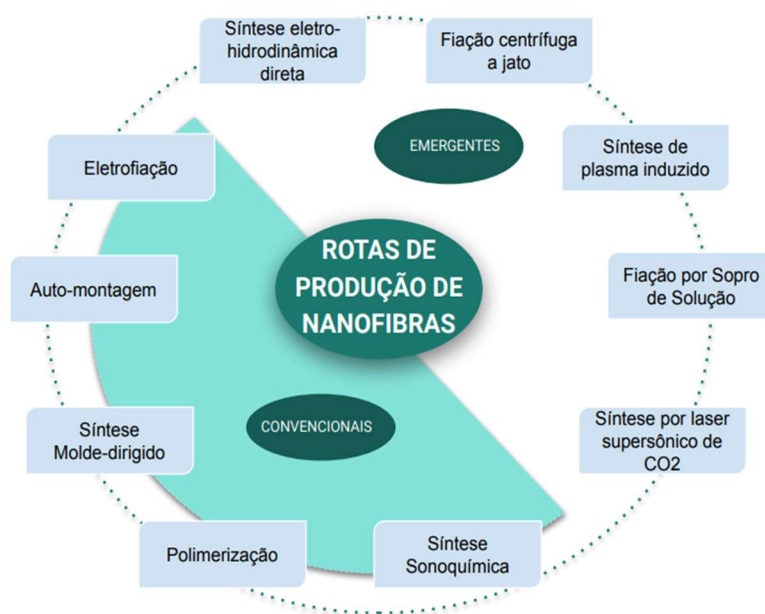 Síntese eletro-
hidrodinâmica
direta
Fiação centrífuga
a jato
EMERGENTES
Síntese de
plasma induzido
Eletrofiação
ROTAS DE
PRODUÇÃO DE
NANOFIBRAS
Auto-montagem
Fiação por Sopro
de Solução
CONVENCIONAIS
Síntese
Molde-dirigido
Síntese por laser
supersônico de
CO2
Polimerização
Síntese
Sonoquímica